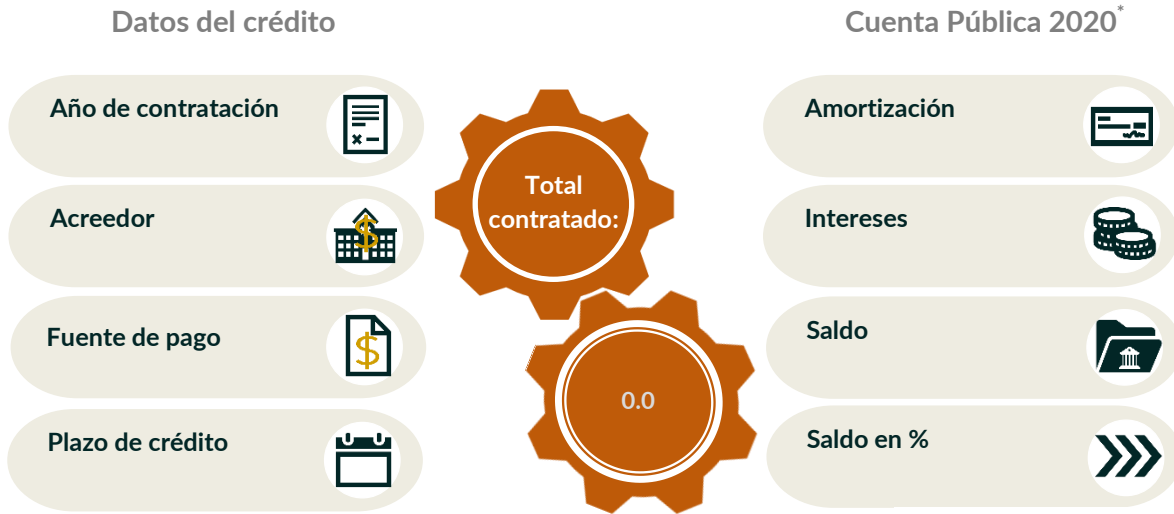 Datos del crédito
Año de contratación
Acreedor
Fuente de pago
Plazo de crédito
Total
contratado:
0.0
Cuenta Pública 2020*
Amortización
Intereses
Saldo
Saldo en %